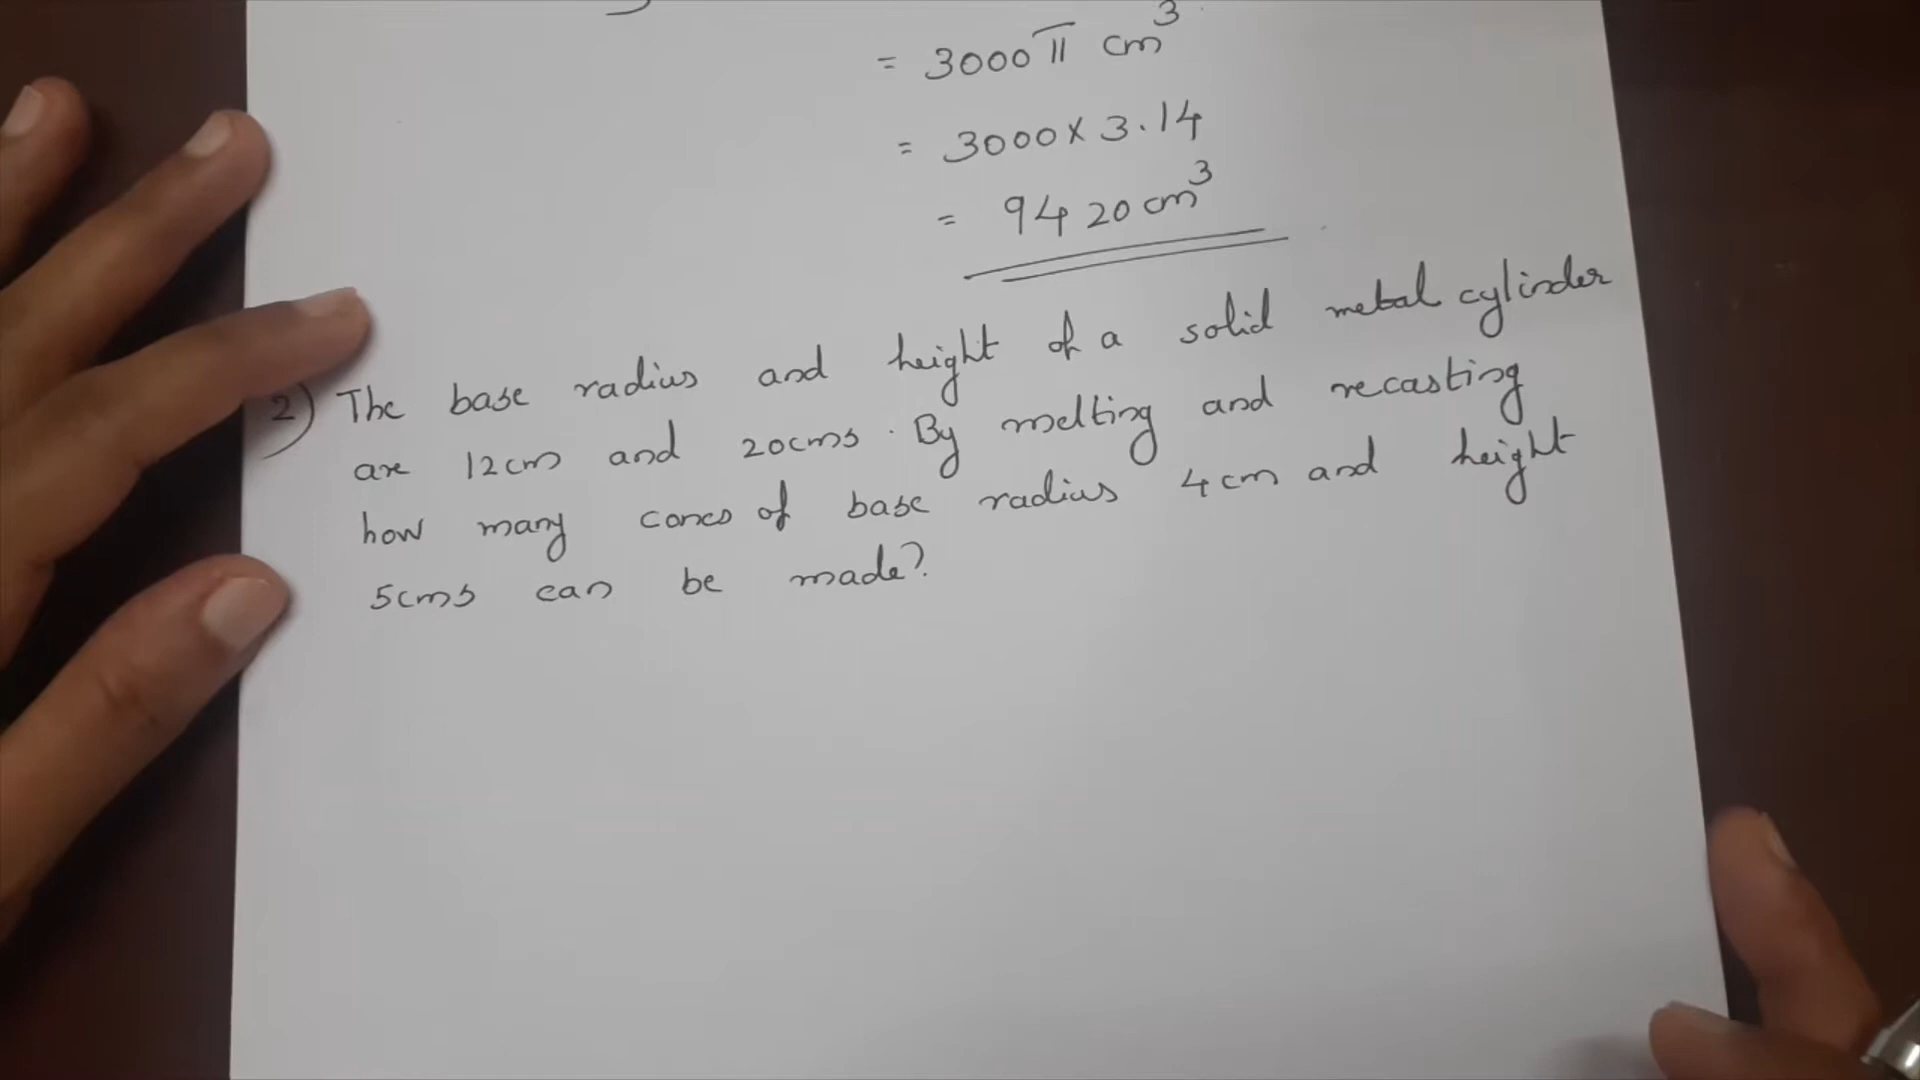 = 3000 π cm³
= 3000 × 3.14
= 9420 cm³
2) The base radius and height of a solid metal cylinder
are 12cm and 20cms. By melting and recasting
how many cones of base radius 4cm and height
5cms can be made?